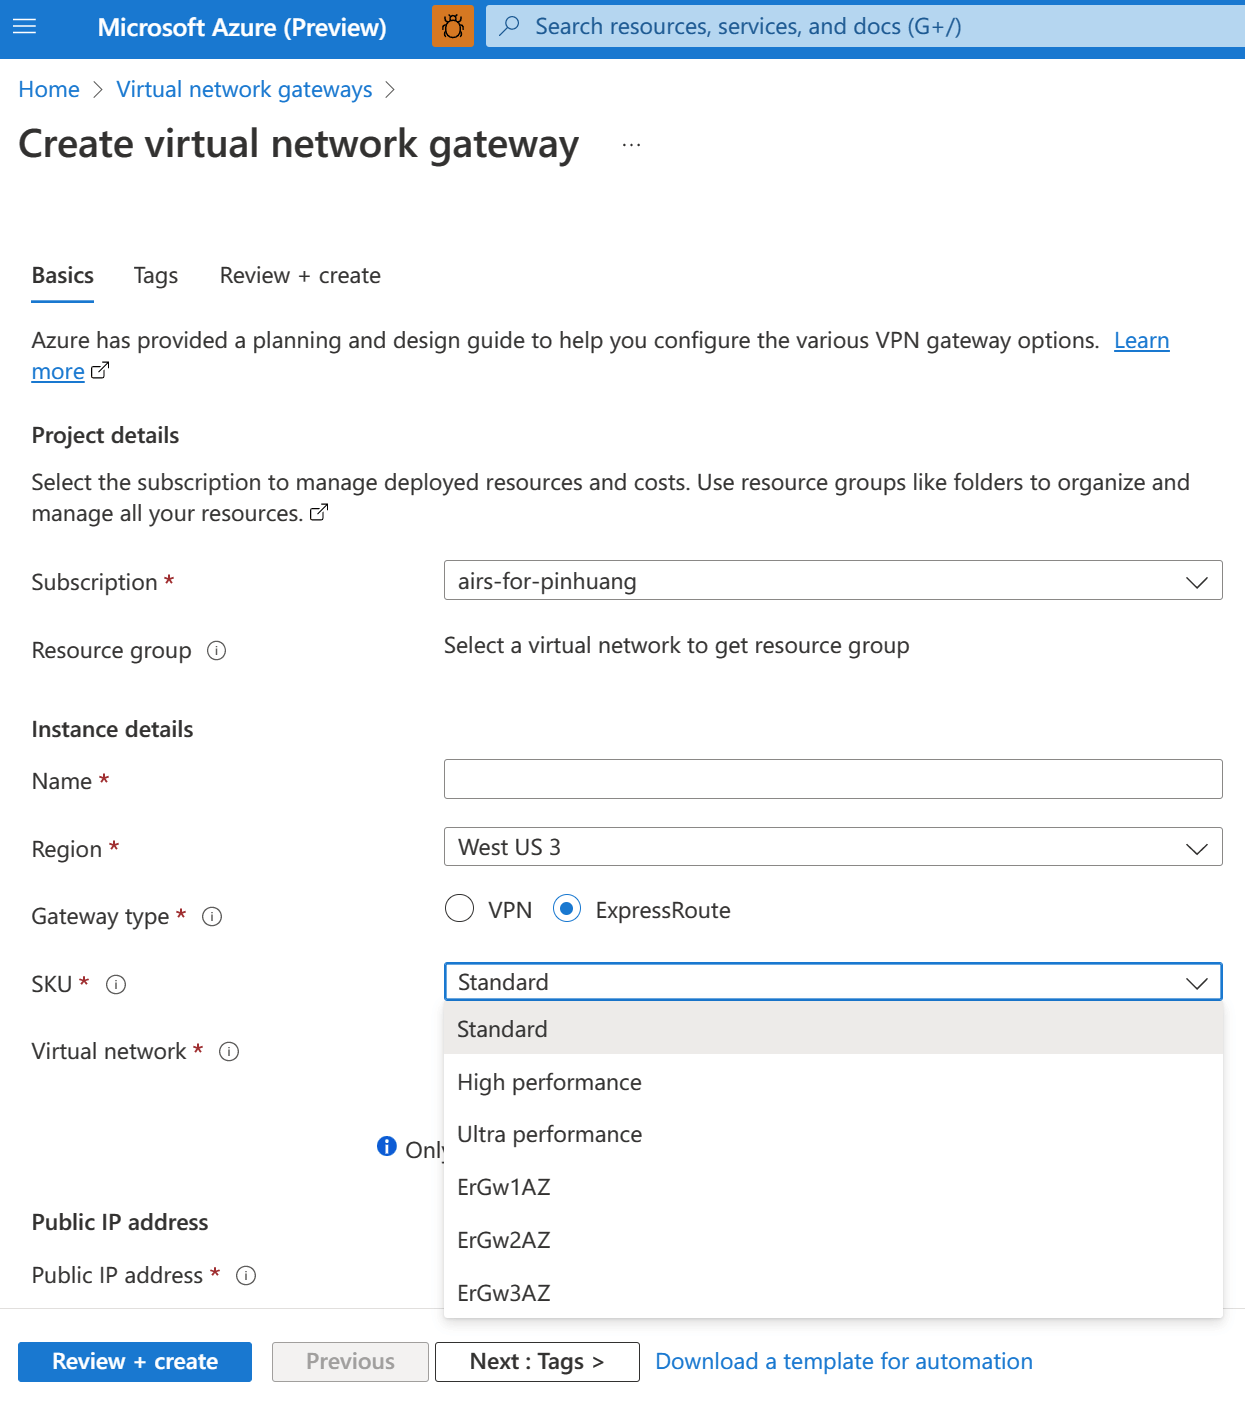 Microsoft Azure (Preview)
Search resources, services, and docs (G+/)
Home > Virtual network gateways >
Create virtual network gateway ...
Basics Tags Review + create
Azure has provided a planning and design guide to help you configure the various VPN gateway options. Learn
more
Project details
Select the subscription to manage deployed resources and costs. Use resource groups like folders to organize and
manage all your resources.
Subscription *
airs-for-pinhuang
Resource group
Select a virtual network to get resource group
Instance details
Name *
Region *
West US 3
Gateway type *
VPN ExpressRoute
SKU *
Standard
Standard
Virtual network *
High performance
Ultra performance
Only
ErGw1AZ
Public IP address
ErGw2AZ
Public IP address *
ErGw3AZ
Review + create Previous Next : Tags > Download a template for automation